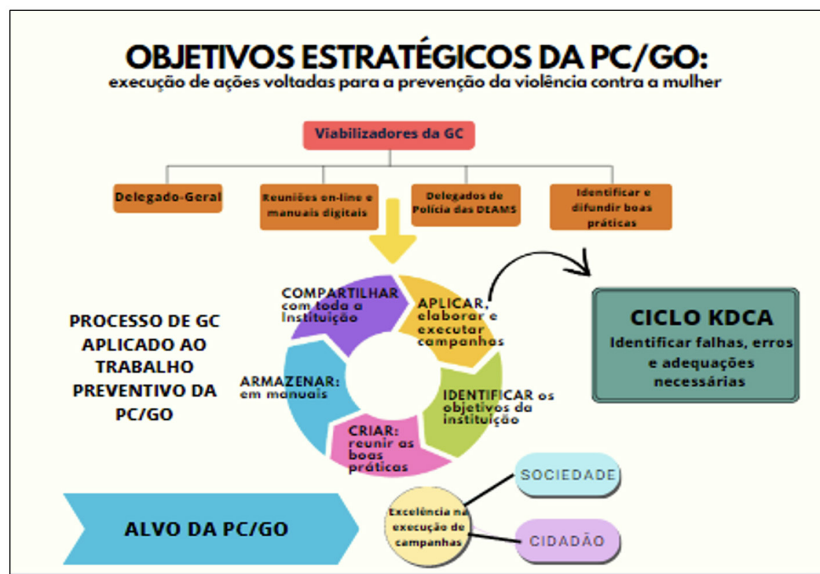 OBJETIVOS ESTRATÉGICOS DA PC/GO:
execução de ações voltadas para a prevenção da violência contra a mulher
Viabilizadores da GC
Delegado-Geral
Reuniões on-line e
manuais digitais
Delegados de
Polícia das DEAMS
Identificar e
difundir boas
práticas
COMPARTILHAR
com toda a
Instituição
APLICAR,
elaborar e
executar
campanhas
IDENTIFICAR os
objetivos da
instituição
CRIAR:
reunir as
boas
práticas
ARMAZENAR:
em manuais
PROCESSO DE GC
APLICADO AO
TRABALHO
PREVENTIVO DA
PC/GO
CICLO KDCA
Identificar falhas, erros
e adequações
necessárias
ALVO DA PC/GO
Excelência na
execução de
campanhas
SOCIEDADE
CIDADÃO